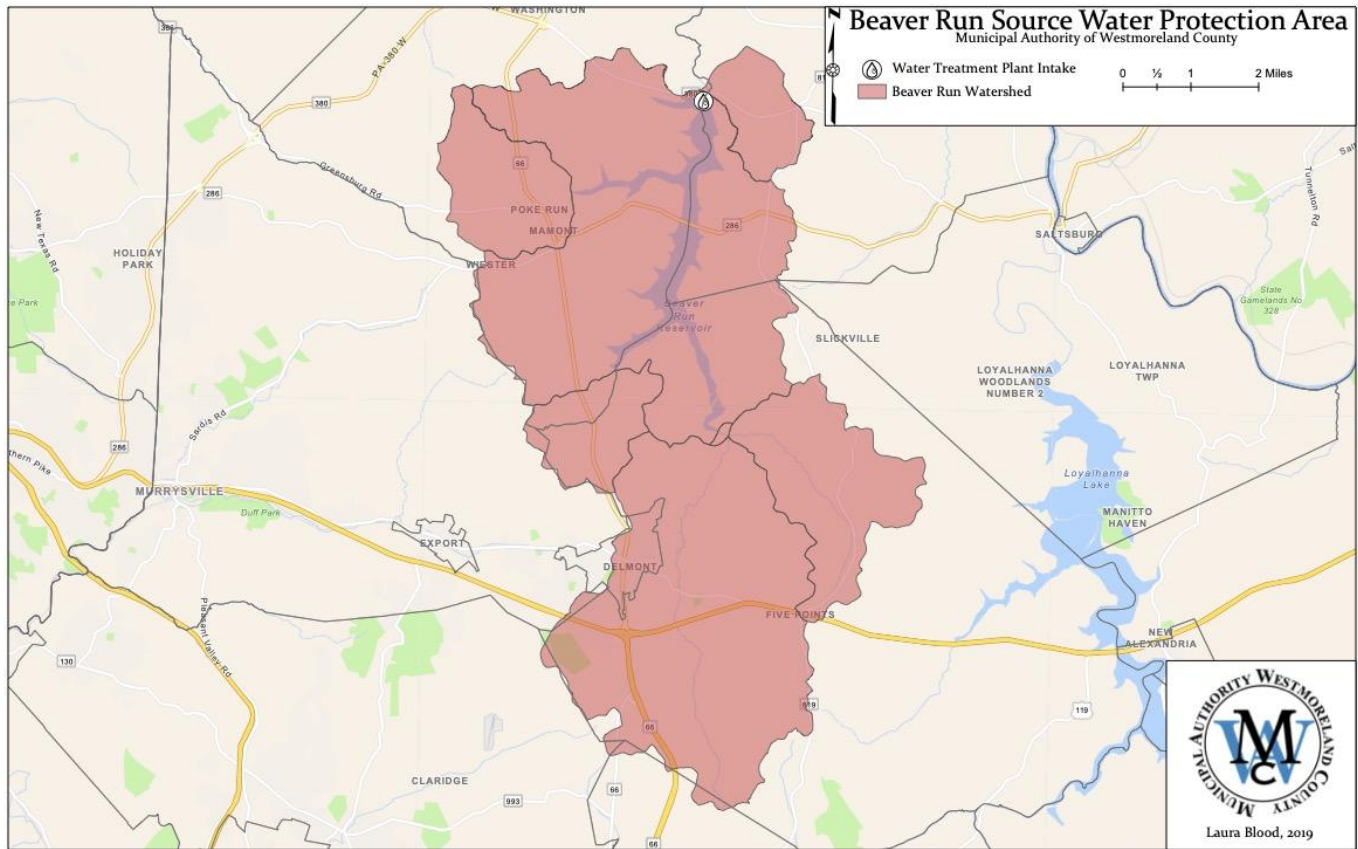 Beaver Run Source Water Protection Area
Municipal Authority of Westmoreland County
Water Treatment Plant Intake
Beaver Run Watershed
0 ½ 1 2 Miles
N
WASHINGTON
380
PA-380 W
380
Greensburg Rd
286
New Texas Rd
HOLIDAY
PARK
66
POKE RUN
MAMONT
WIESTER
286
Beaver
Run
Reservoir
SLICKVILLE
SALTSBURG
Tunnelton Rd
State
Gamelands No
328
LOYALHANNA
WOODLANDS
NUMBER 2
LOYALHANNA
TWP
Sardis Rd
286
MURRYSVILLE
Duff Park
EXPORT
DELMONT
FIVE POINTS
Loyalhanna
Lake
MANITTO
HAVEN
NEW
ALEXANDRIA
Pleasant Valley Rd
130
66
819
119
CLARIDGE
993
66
66
MUNICIPAL AUTHORITY WESTMORELAND COUNTY
MAWC
Laura Blood, 2019